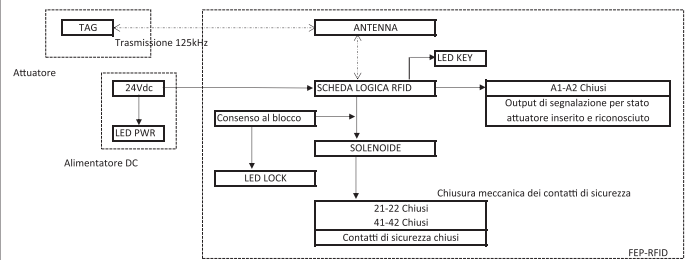 TAG
ANTENNA
Trasmissione 125kHz
LED KEY
Attuatore
24Vdc
SCHEDA LOGICA RFID
A1-A2 Chiusi
Output di segnalazione per stato
attuatore inserito e riconosciuto
Consenso al blocco
LED PWR
SOLENOIDE
Alimentatore DC
LED LOCK
Chiusura meccanica dei contatti di sicurezza
21-22 Chiusi
41-42 Chiusi
Contatti di sicurezza chiusi
FEP-RFID